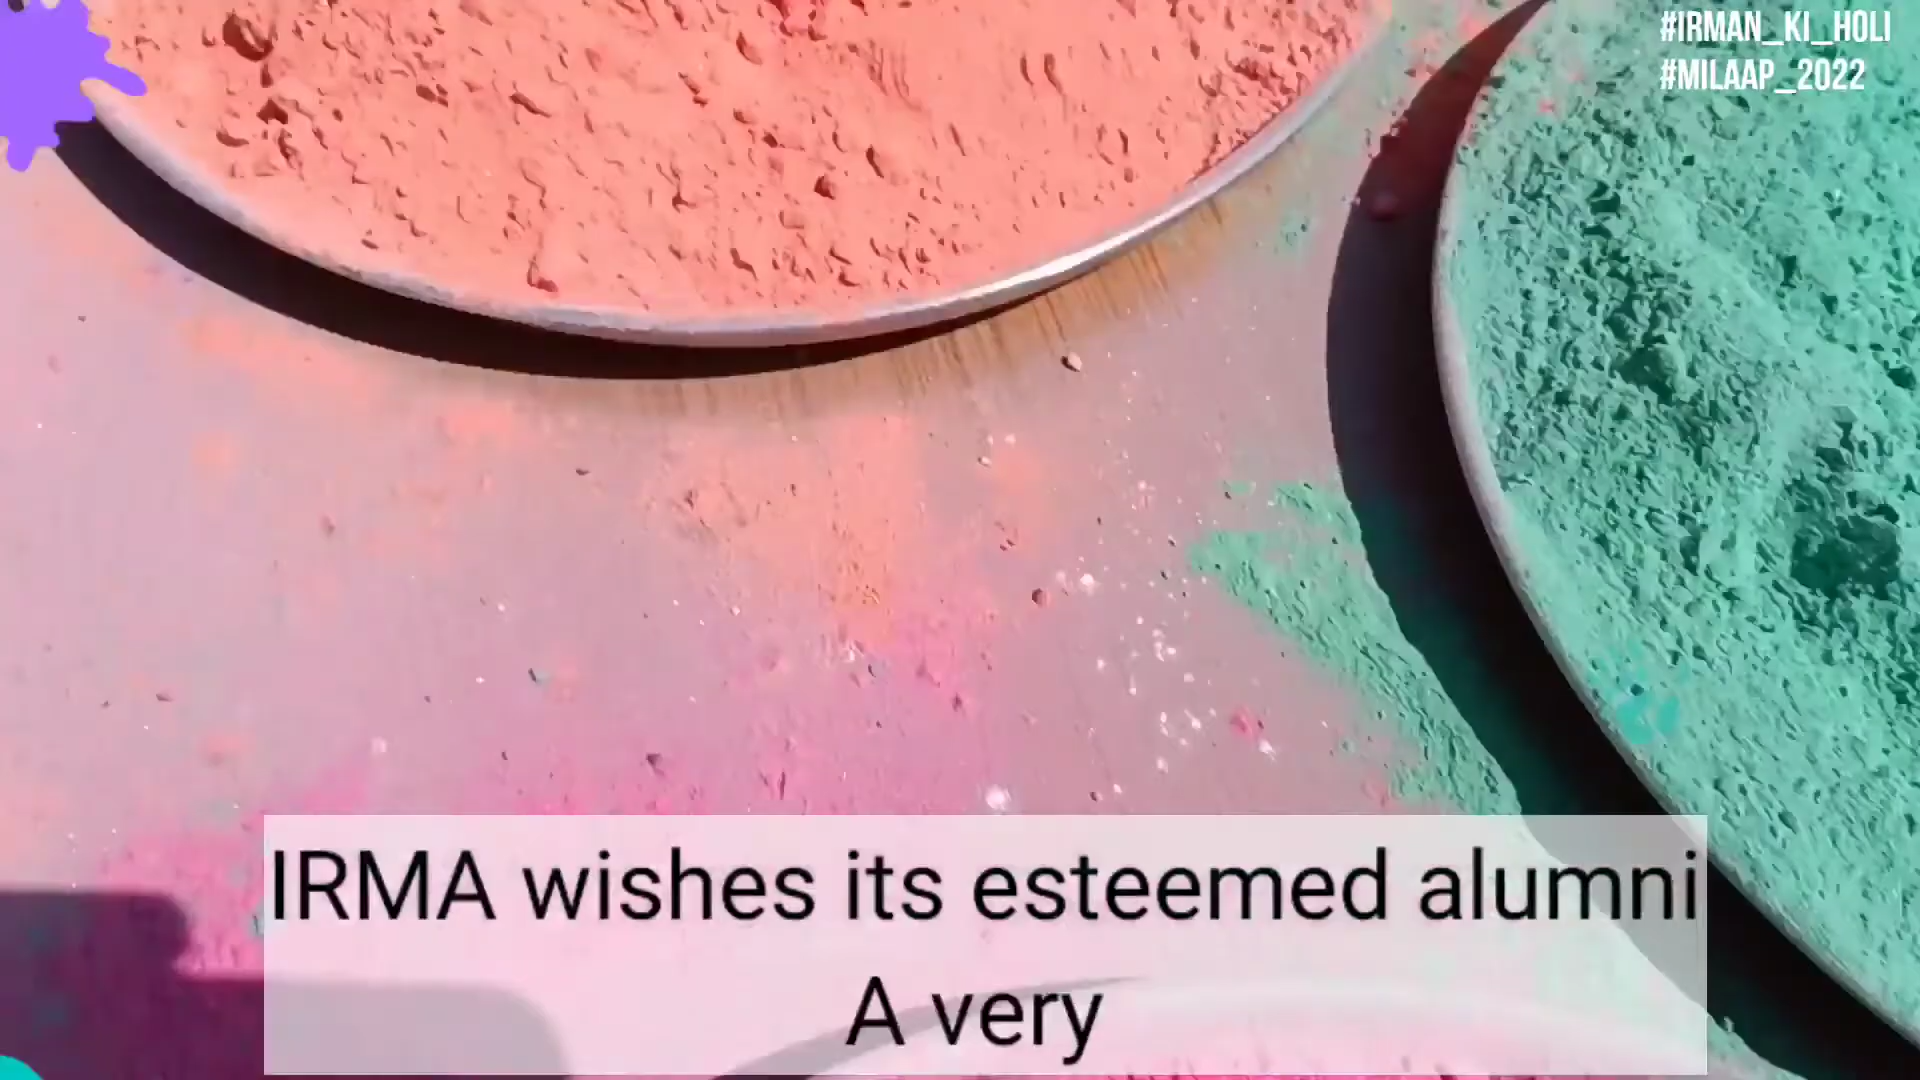 #IRMAN_KI_HOLI
#MILAAP_2022
IRMA wishes its esteemed alumni
A very